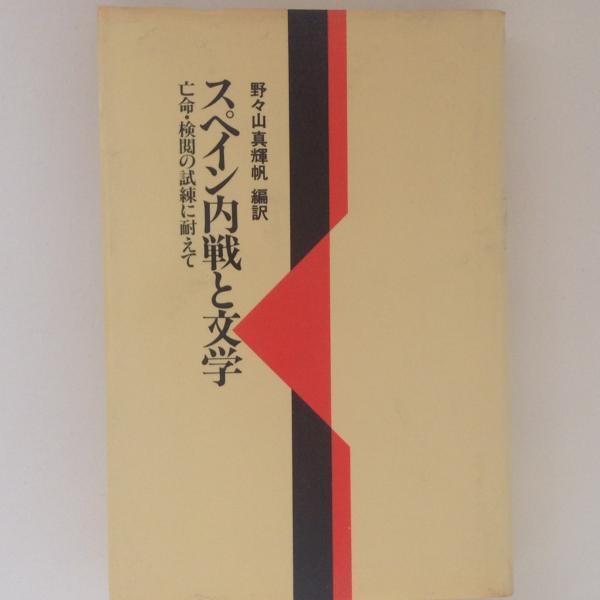 野々山真輝帆 編訳
スペイン内戦と文学
亡命・検閲の試練に耐えて